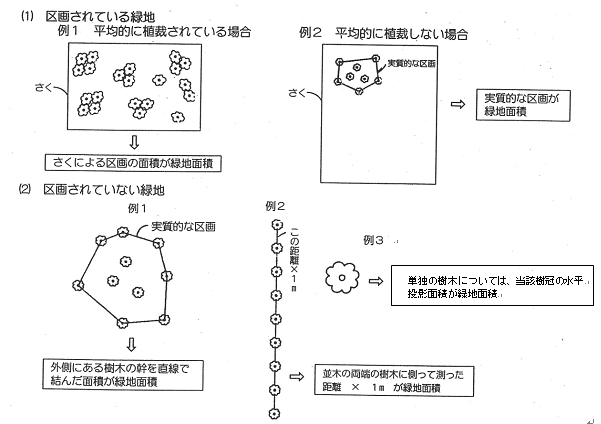 (1) 区画されている緑地
例1 平均的に植裁されている場合
さく
さくによる区画の面積が緑地面積
例2 平均的に植裁しない場合
実質的な区画
さく
実質的な区画が
緑地面積
(2) 区画されていない緑地
例1
実質的な区画
外側にある樹木の幹を直線で
結んだ面積が緑地面積
例2
この距離×1m
並木の両端の樹木に側って測った
距離 × 1m が緑地面積
例3
単独の樹木については、当該樹冠の水平
投影面積が緑地面積